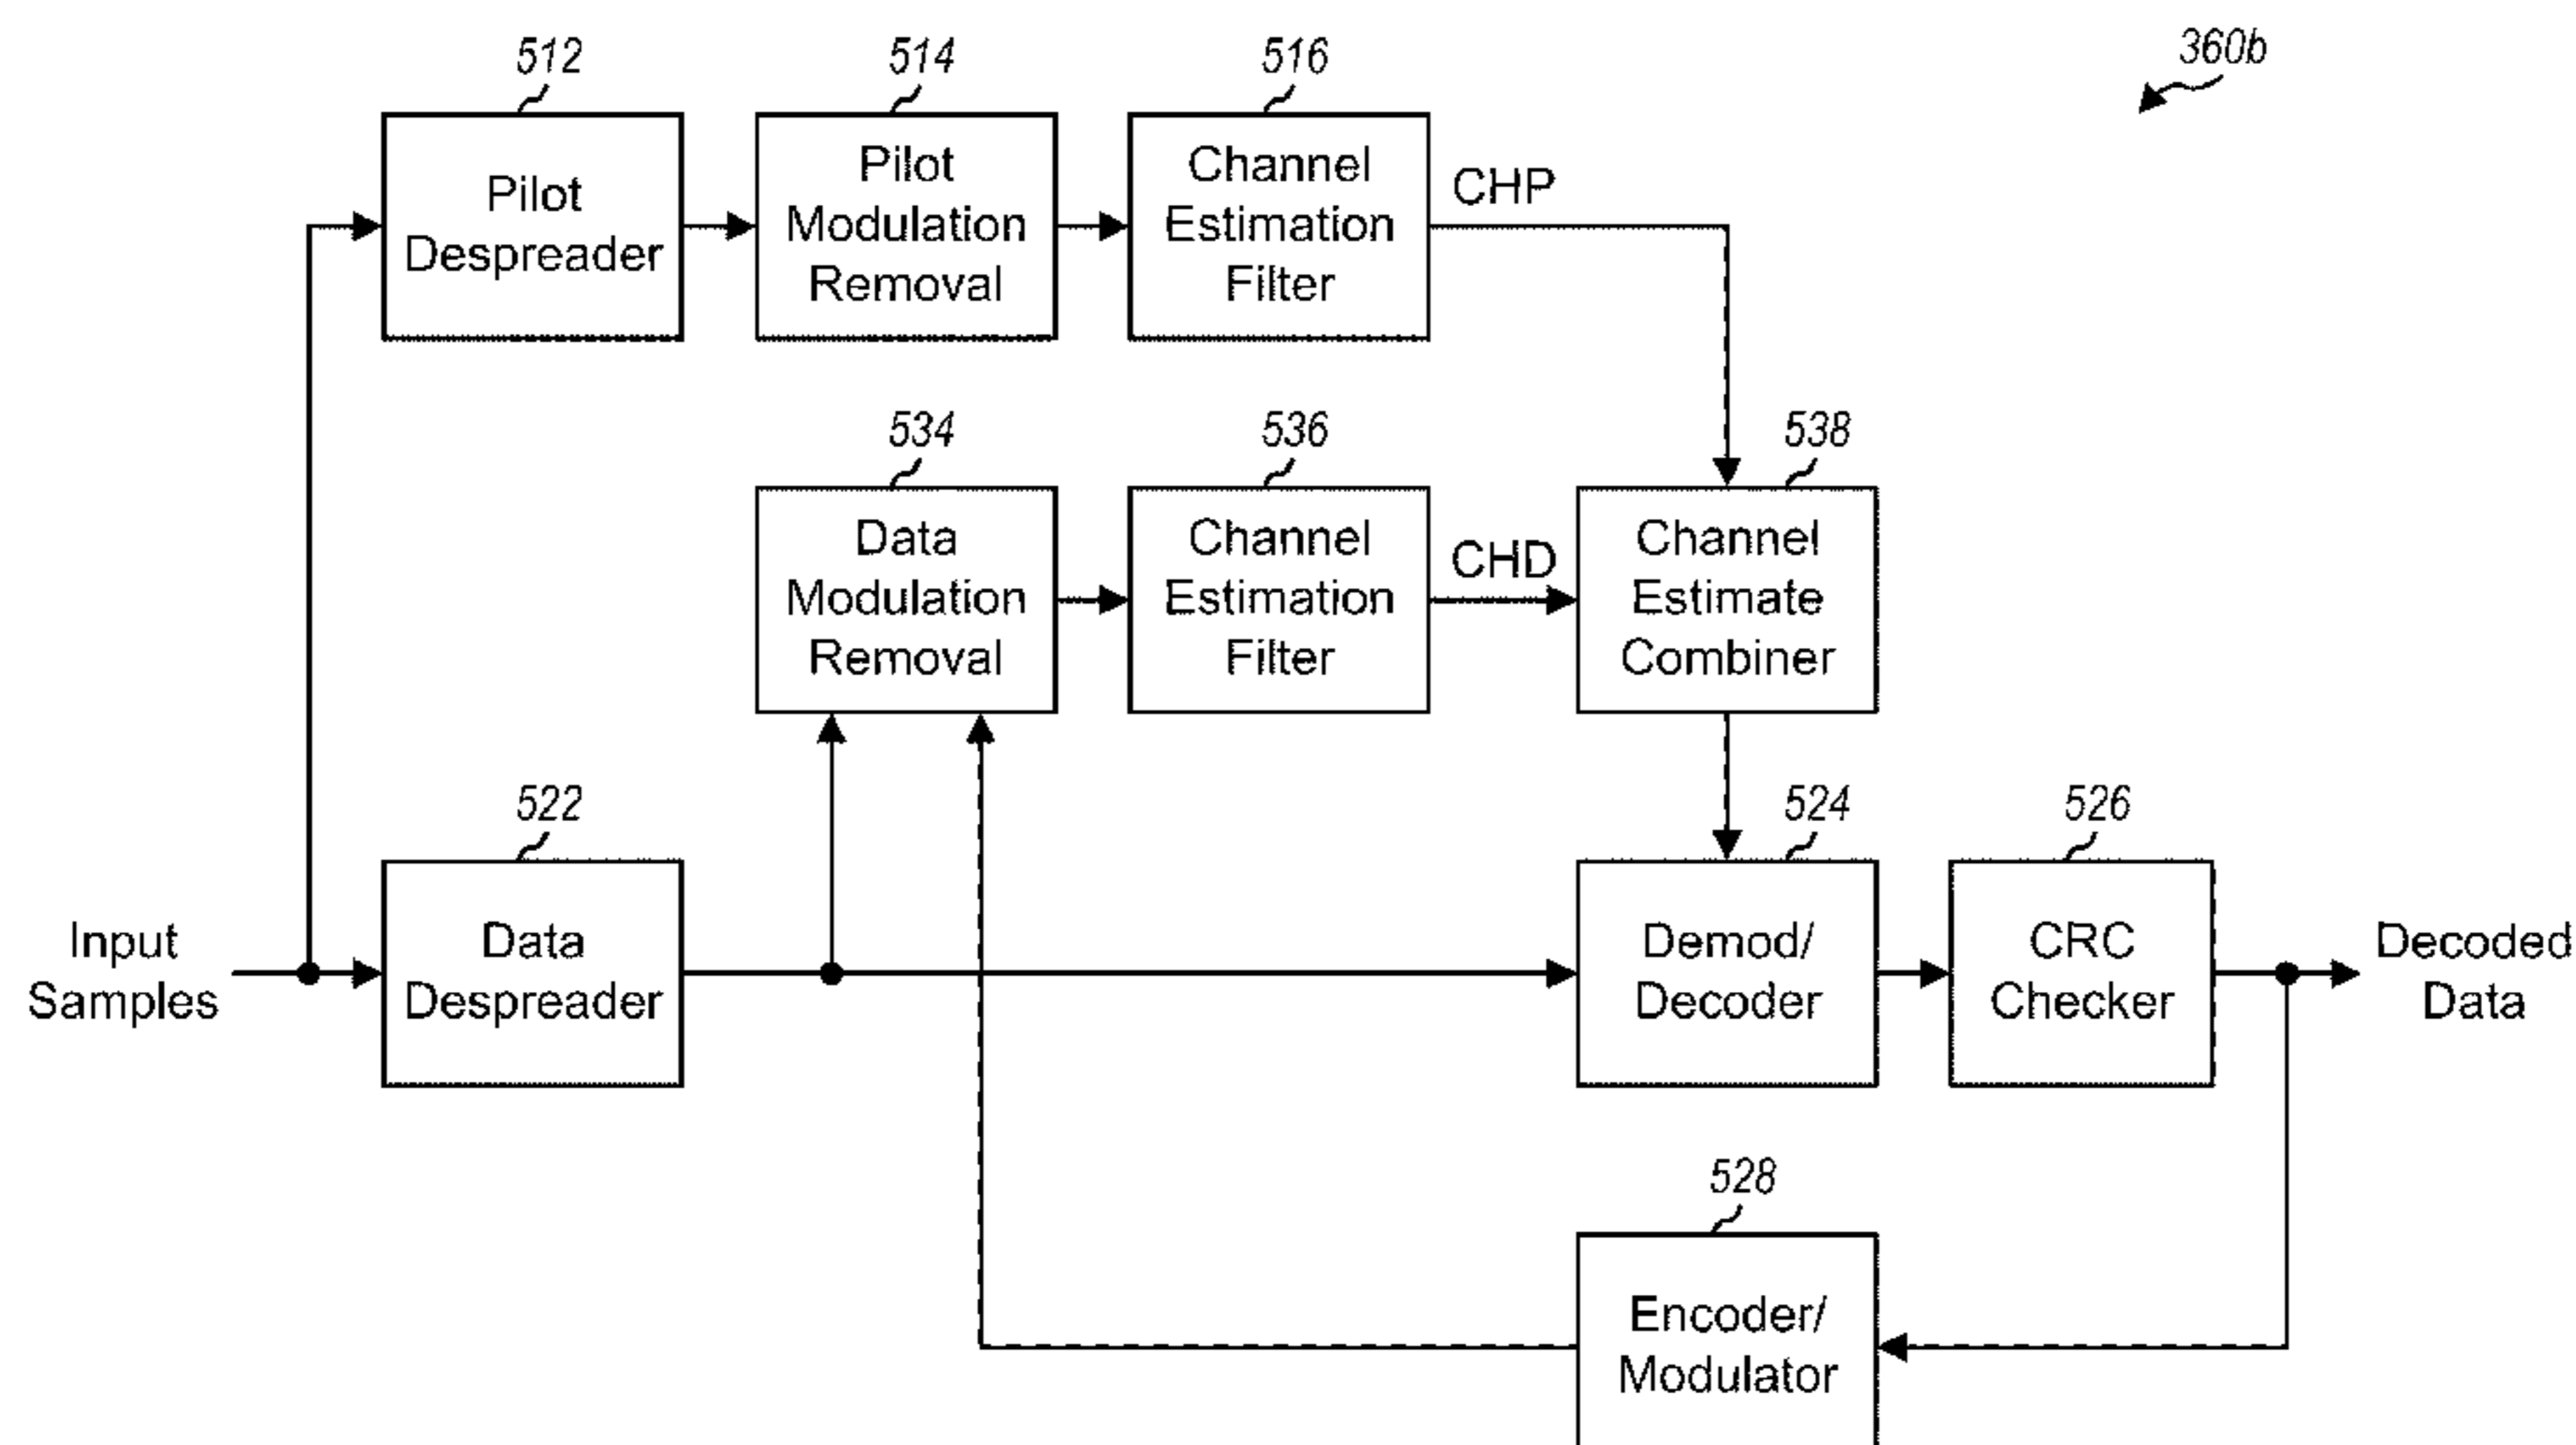 360b
512
514
516
Pilot
Despreader
Pilot
Modulation
Removal
Channel
Estimation
Filter
CHP
534
536
538
Data
Modulation
Removal
Channel
Estimation
Filter
CHD
Channel
Estimate
Combiner
522
524
526
Input
Samples
Data
Despreader
Demod/
Decoder
CRC
Checker
Decoded
Data
528
Encoder/
Modulator